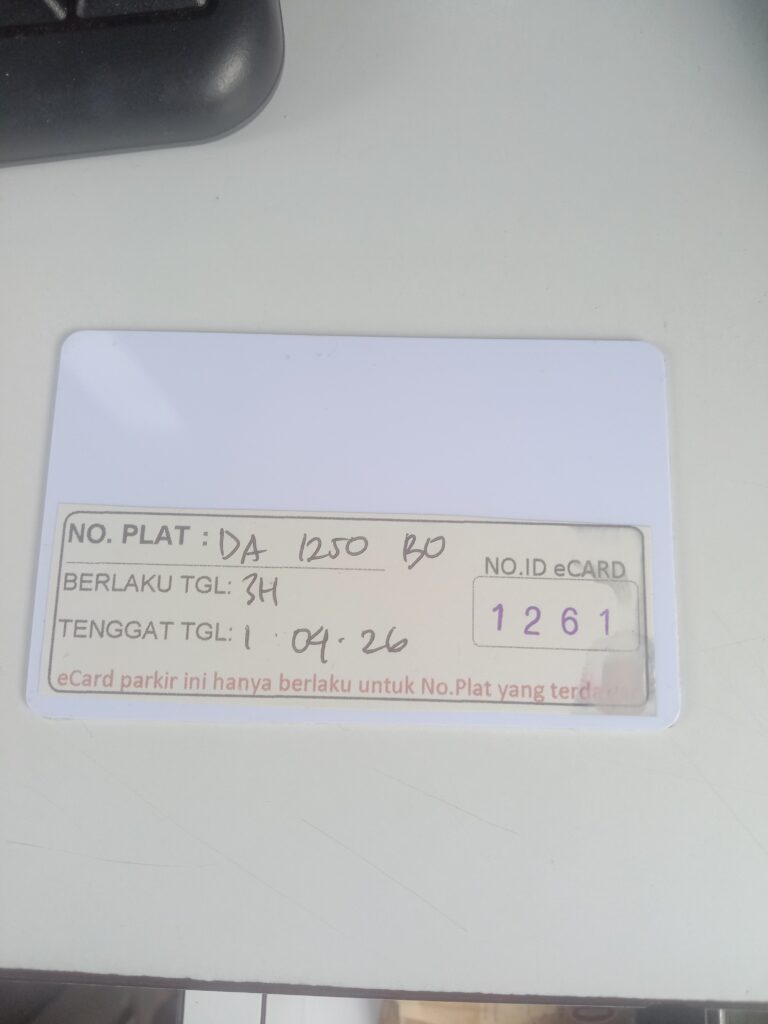 NO. PLAT : DA 1250 BO
BERLAKU TGL: 3H
TENGGAT TGL: 1 04. 26
NO.ID eCARD
1261
eCard parkir ini hanya berlaku untuk No.Plat yang